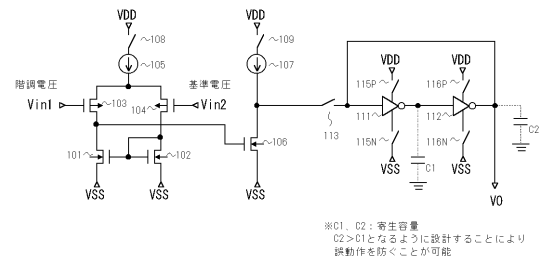 VDD
VDD
~108
~109
~105
~107
VDD
VDD
階調電圧
基準電圧
115P~
116P~
Vin1
~103
104~
Vin2
111~
112~
~106
113
115N~
116N~
C2
101~
~102
C1
VSS
VSS
VSS
VSS
VSS
VO
※C1, C2:寄生容量
C2>C1となるように設計することにより
誤動作を防ぐことが可能